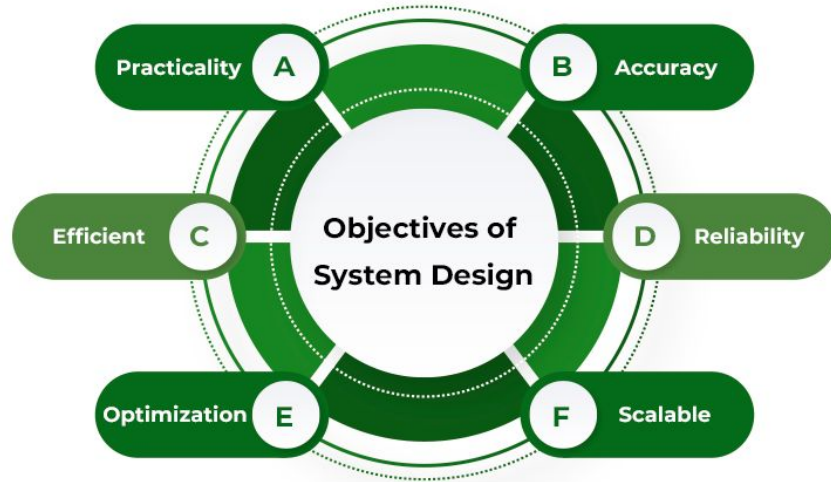 Practicality A
B Accuracy
Efficient C
Objectives of
System Design
D Reliability
Optimization E
F Scalable